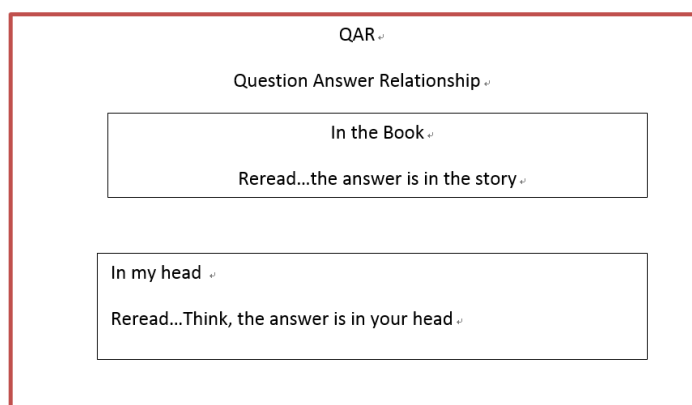 QAR
Question Answer Relationship
In the Book
Reread...the answer is in the story
In my head
Reread...Think, the answer is in your head